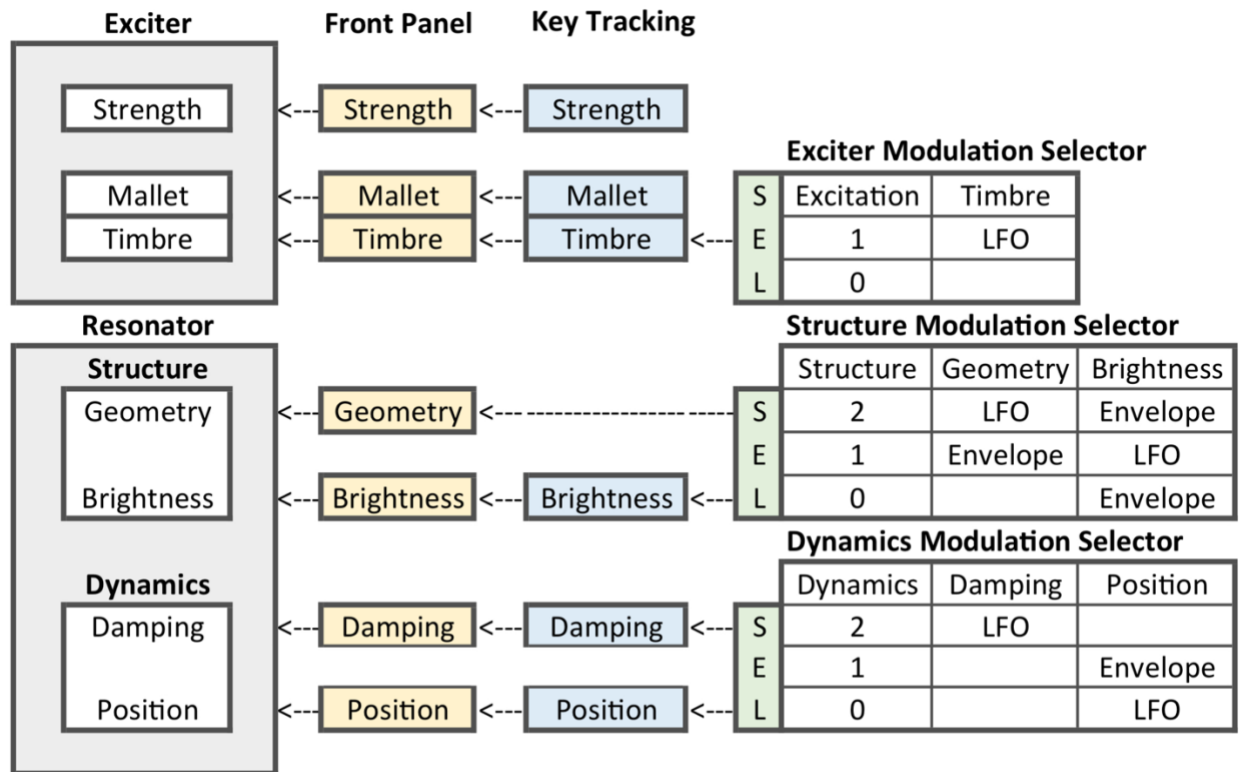 Exciter Front Panel Key Tracking
Strength <--- Strength <--- Strength
Exciter Modulation Selector
Mallet <--- Mallet <--- Mallet S Excitation Timbre
Timbre <--- Timbre <--- Timbre <--- E 1 LFO
L 0
Resonator Structure Modulation Selector
Structure Structure Geometry Brightness
Geometry <--- Geometry <--- ---------------- ----- S 2 LFO Envelope
E 1 Envelope LFO
Brightness <--- Brightness <--- Brightness <--- L 0 Envelope
Dynamics Modulation Selector
Dynamics Dynamics Damping Position
Damping <--- Damping <--- Damping <--- S 2 LFO
E 1 Envelope
Position <--- Position <--- Position <--- L 0 LFO